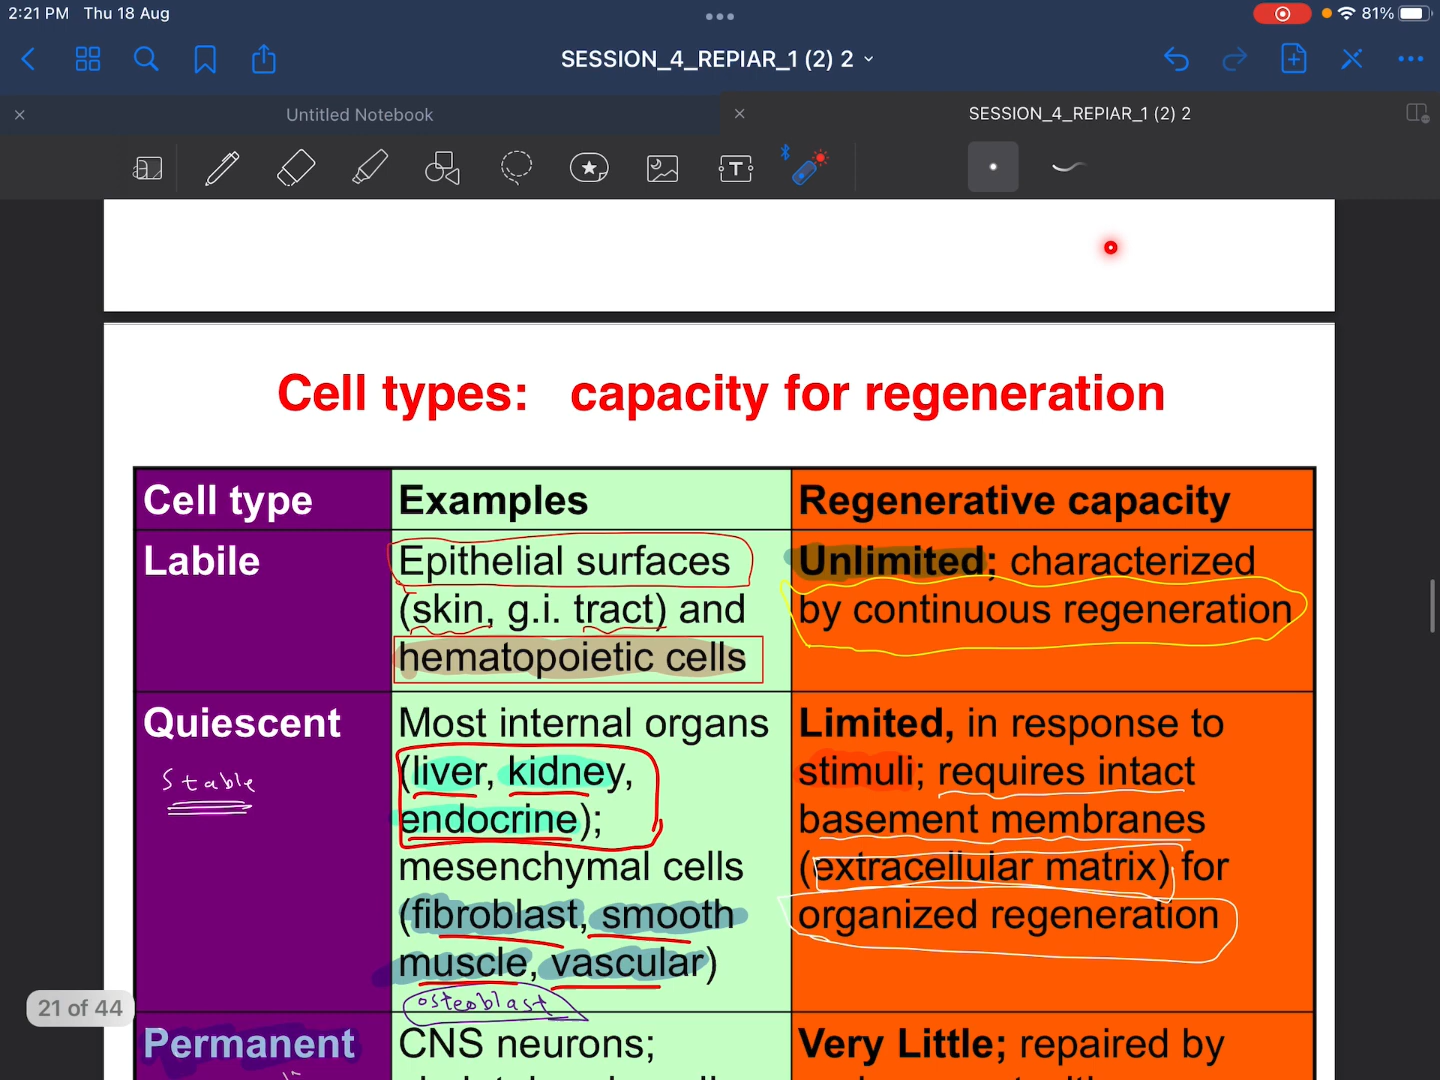 2:21 PM Thu 18 Aug
81%
SESSION_4_REPIAR_1 (2) 2
Untitled Notebook
SESSION_4_REPIAR_1 (2) 2
Cell types: capacity for regeneration
Cell type
Examples
Regenerative capacity
Labile
Epithelial surfaces
(skin, g.i. tract) and
hematopoietic cells
Unlimited; characterized
by continuous regeneration
Quiescent
Stable
Most internal organs
(liver, kidney,
endocrine);
mesenchymal cells
(fibroblast, smooth
muscle, vascular)
osteoblast
Limited, in response to
stimuli; requires intact
basement membranes
(extracellular matrix) for
organized regeneration
21 of 44
Permanent
CNS neurons;
Very Little; repaired by